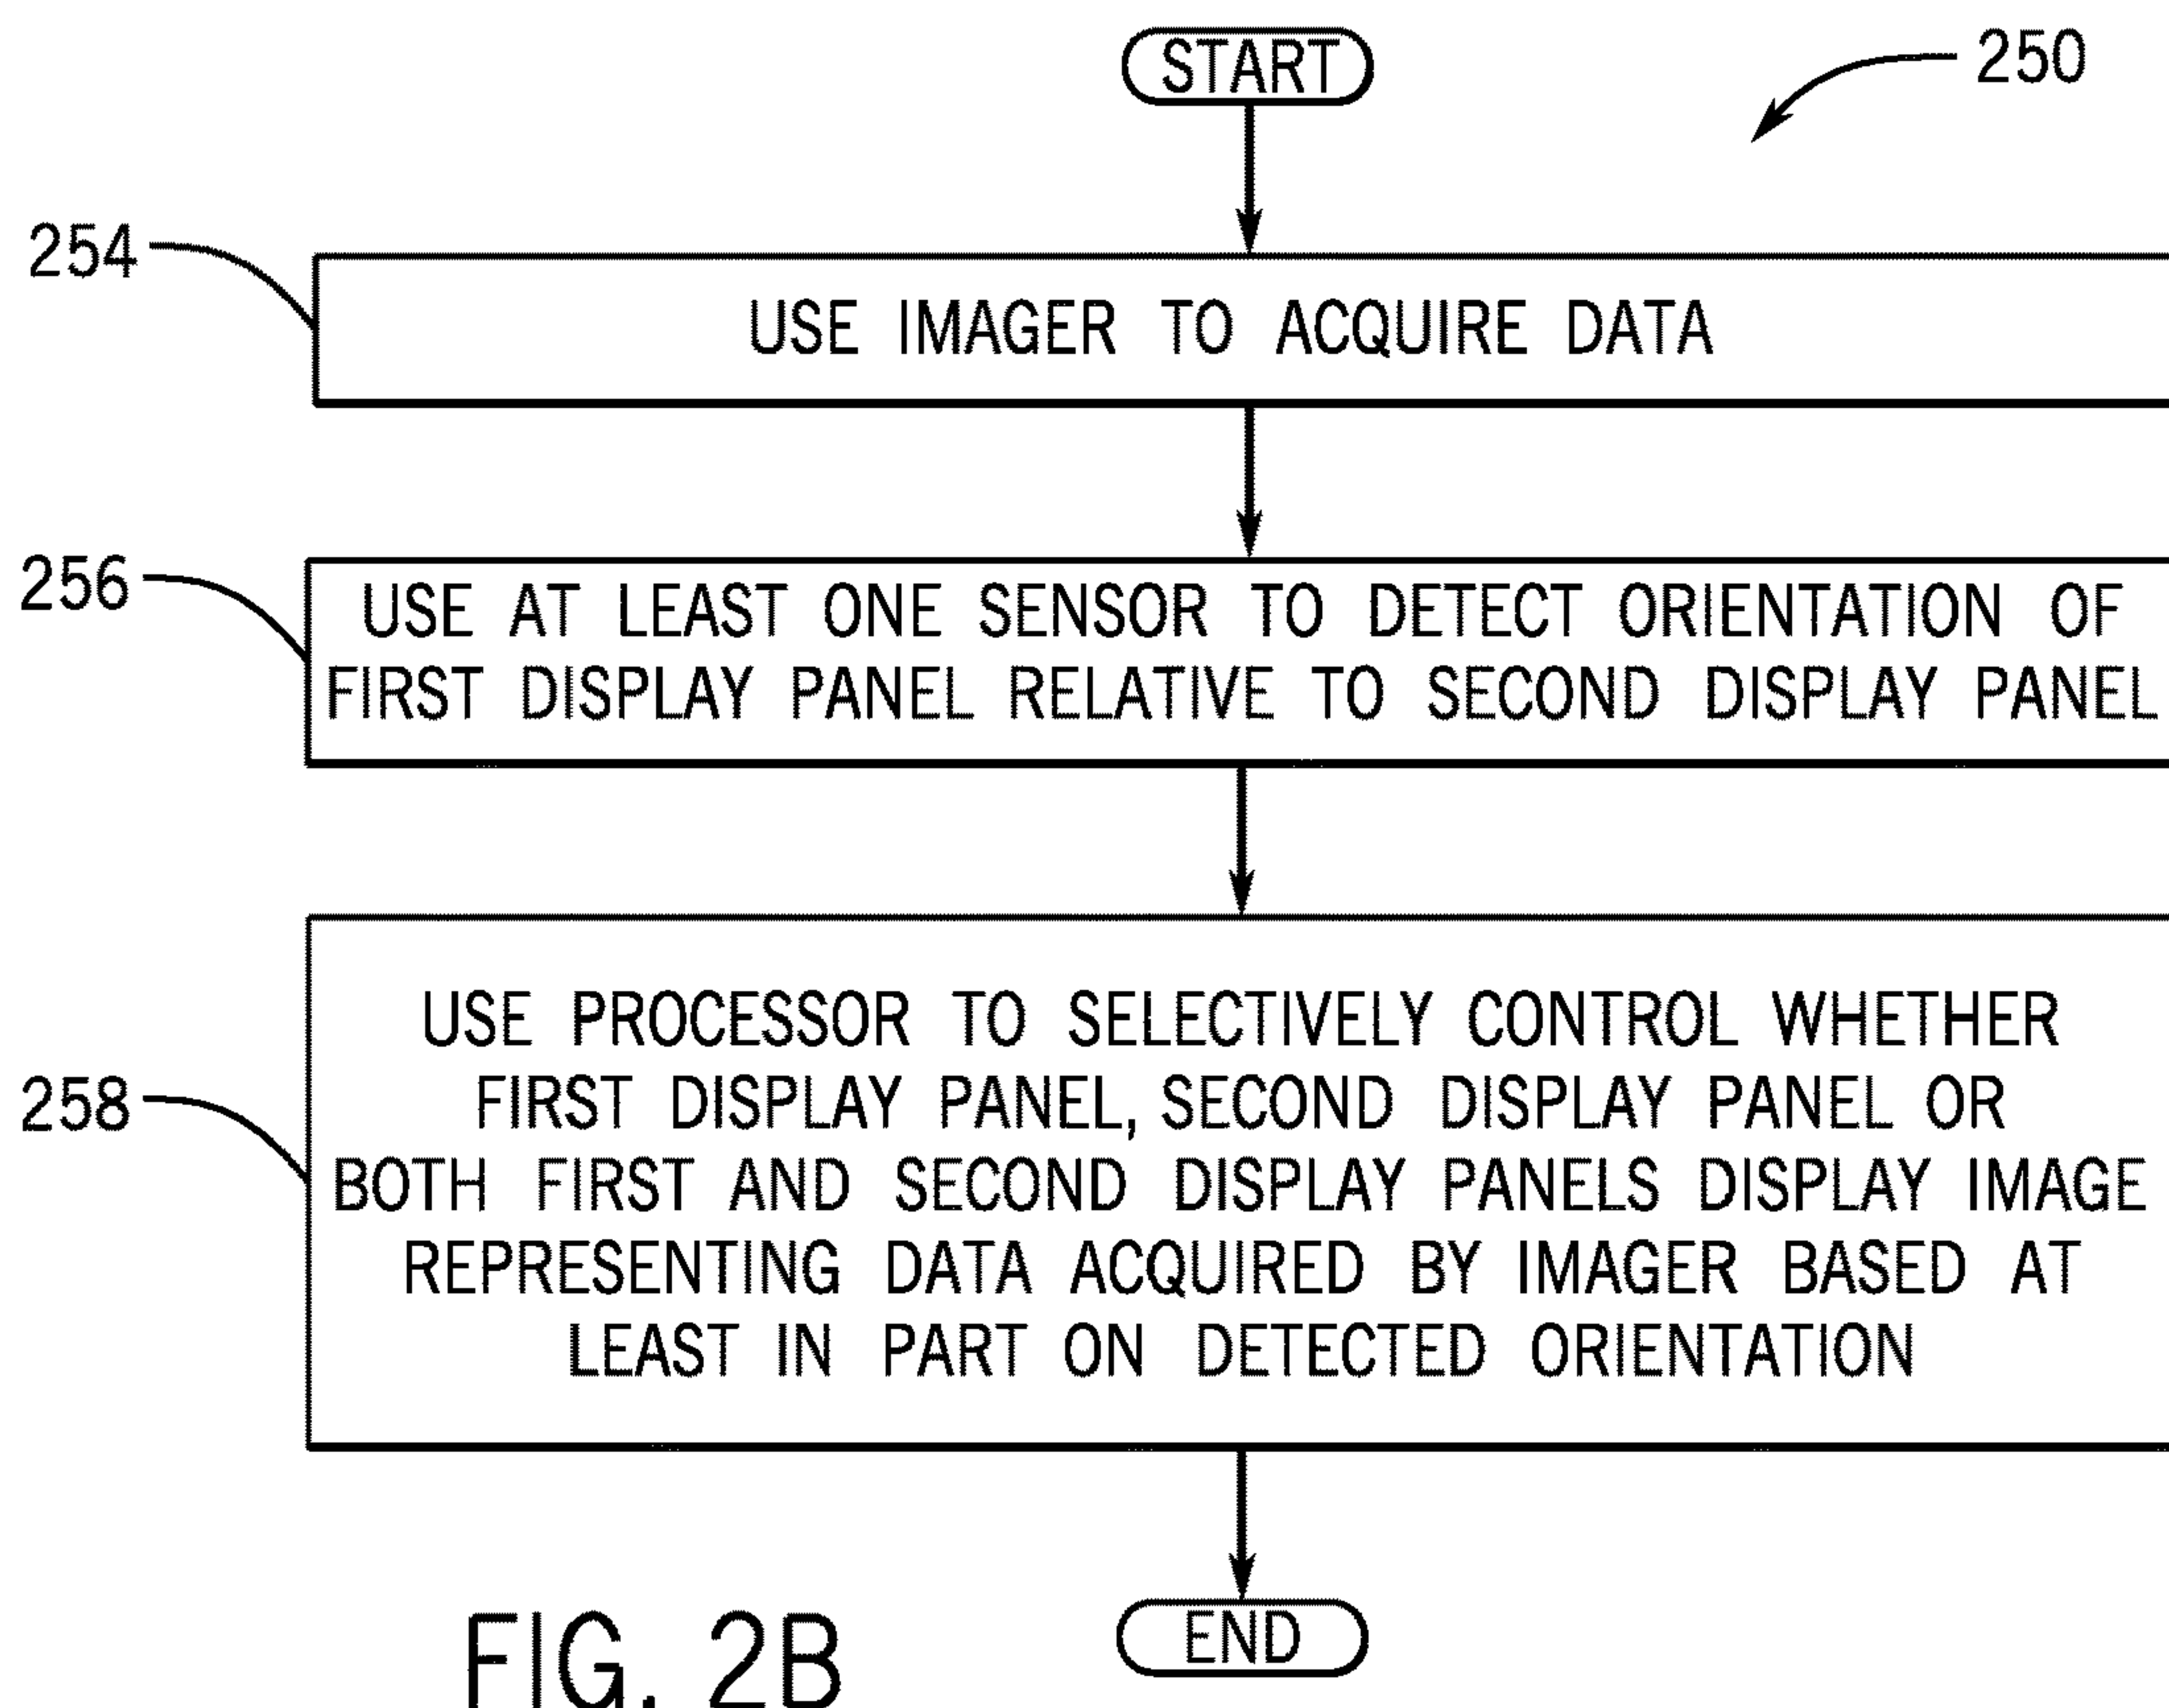 START
250
254
USE IMAGER TO ACQUIRE DATA
256
USE AT LEAST ONE SENSOR TO DETECT ORIENTATION OF
FIRST DISPLAY PANEL RELATIVE TO SECOND DISPLAY PANEL
258
USE PROCESSOR TO SELECTIVELY CONTROL WHETHER
FIRST DISPLAY PANEL, SECOND DISPLAY PANEL OR
BOTH FIRST AND SECOND DISPLAY PANELS DISPLAY IMAGE
REPRESENTING DATA ACQUIRED BY IMAGER BASED AT
LEAST IN PART ON DETECTED ORIENTATION
END
FIG. 2B